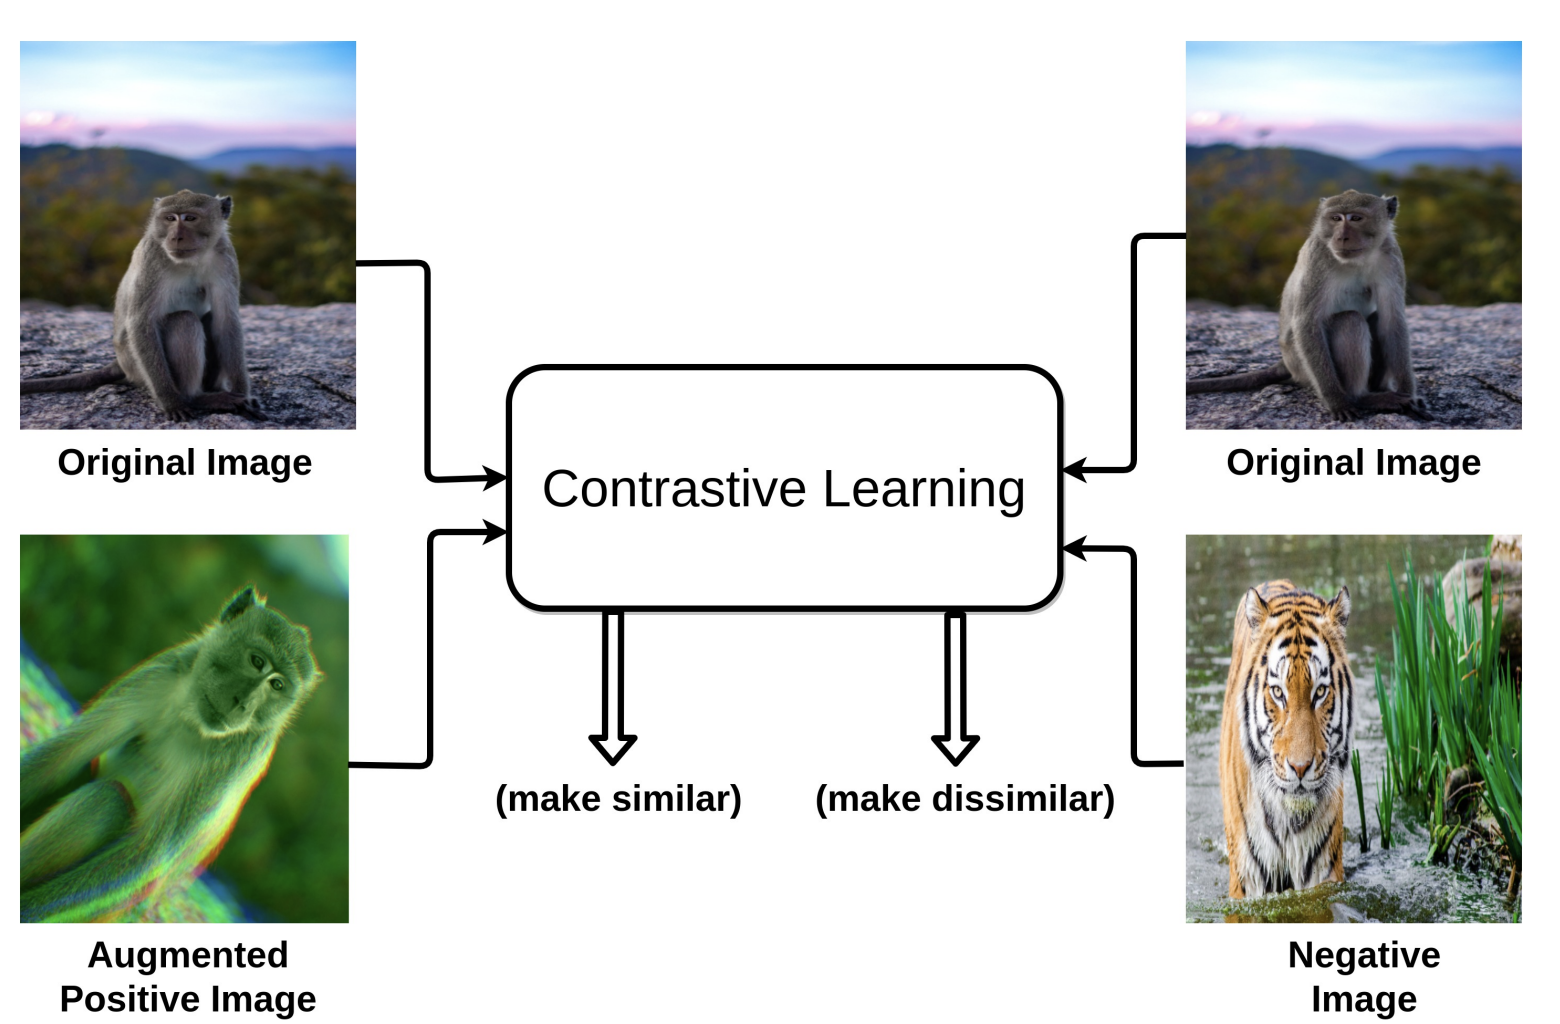 Original Image
Original Image
Contrastive Learning
(make similar)
(make dissimilar)
Augmented
Positive Image
Negative
Image